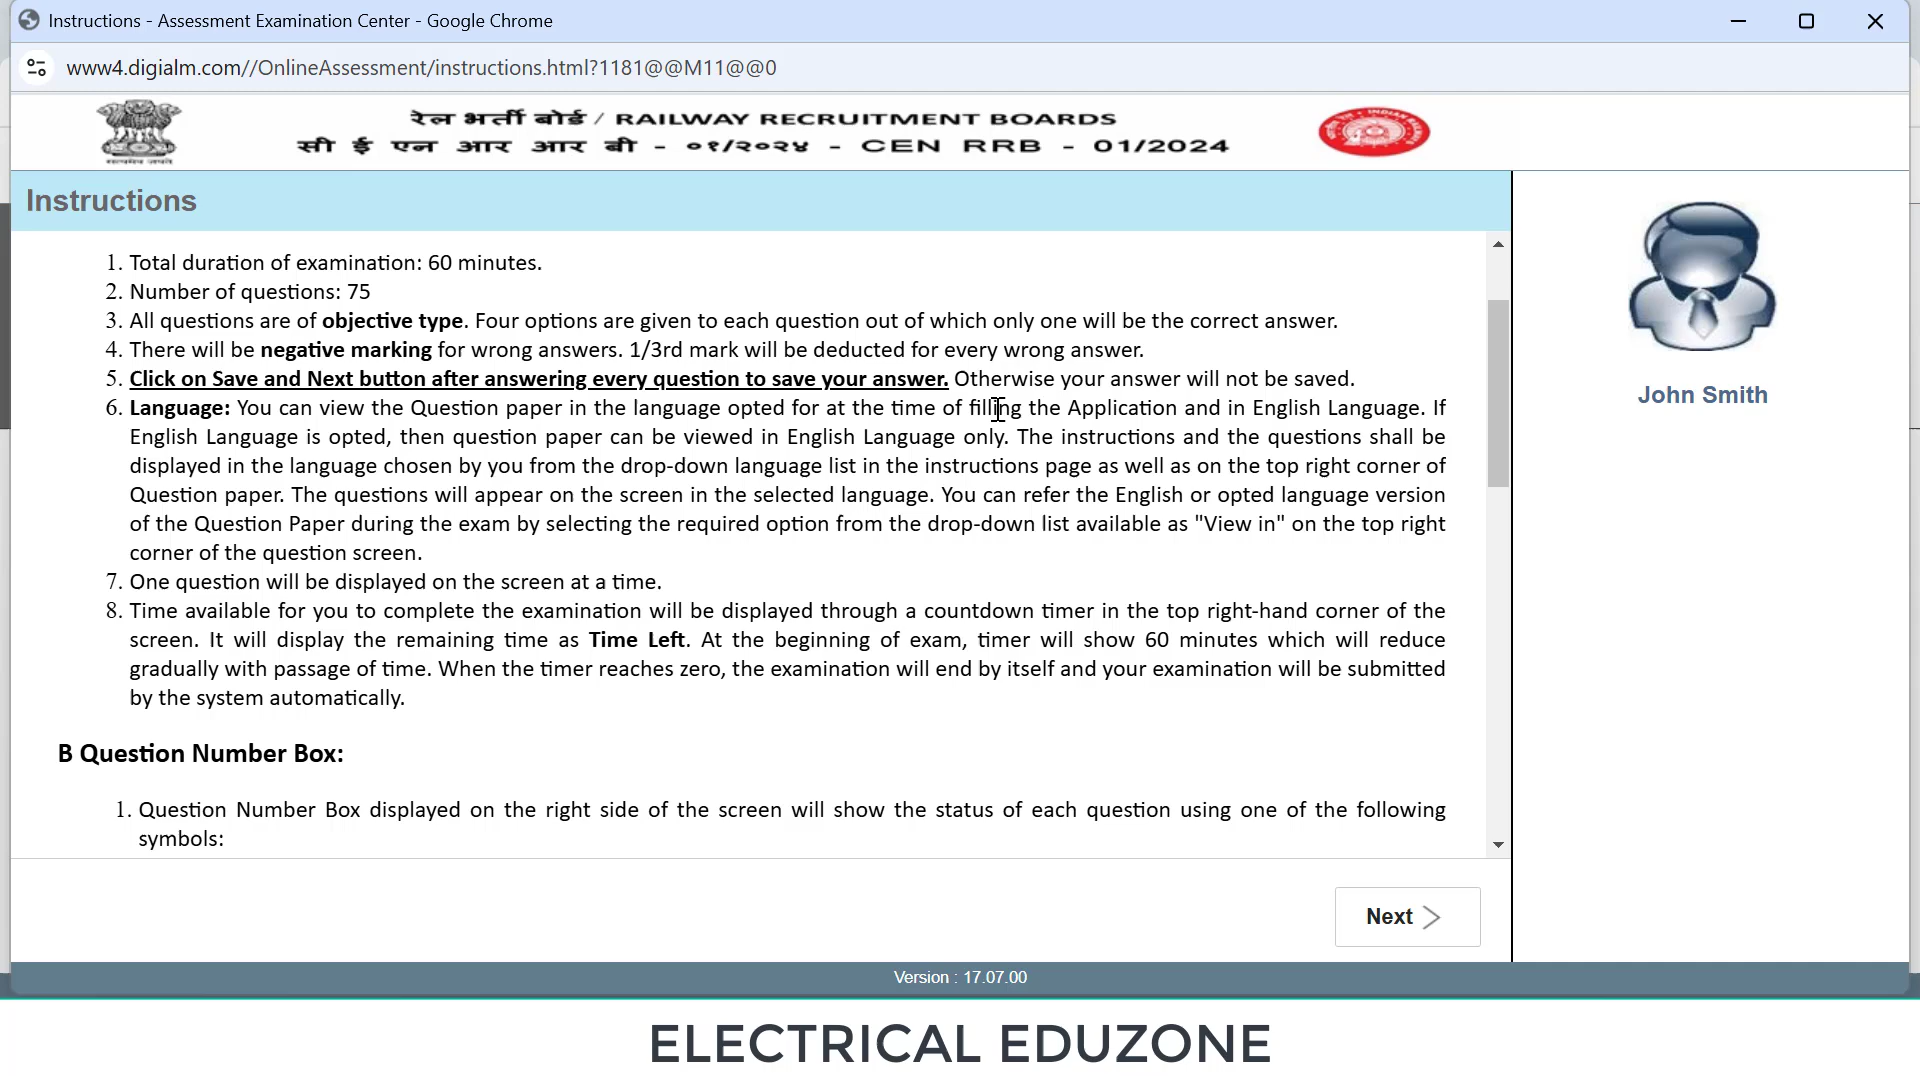 Instructions - Assessment Examination Center - Google Chrome
www4.digialm.com//OnlineAssessment/instructions.html?1181@@M11@@0
रेल भर्ती बोर्ड / RAILWAY RECRUITMENT BOARDS
सी ई एन आर आर बी - ०१/२०२४ - CEN RRB - 01/2024
Instructions
1. Total duration of examination: 60 minutes.
2. Number of questions: 75
3. All questions are of objective type. Four options are given to each question out of which only one will be the correct answer.
4. There will be negative marking for wrong answers. 1/3rd mark will be deducted for every wrong answer.
5. Click on Save and Next button after answering every question to save your answer. Otherwise your answer will not be saved.
6. Language: You can view the Question paper in the language opted for at the time of filling the Application and in English Language. If
English Language is opted, then question paper can be viewed in English Language only. The instructions and the questions shall be
displayed in the language chosen by you from the drop-down language list in the instructions page as well as on the top right corner of
Question paper. The questions will appear on the screen in the selected language. You can refer the English or opted language version
of the Question Paper during the exam by selecting the required option from the drop-down list available as "View in" on the top right
corner of the question screen.
7. One question will be displayed on the screen at a time.
8. Time available for you to complete the examination will be displayed through a countdown timer in the top right-hand corner of the
screen. It will display the remaining time as Time Left. At the beginning of exam, timer will show 60 minutes which will reduce
gradually with passage of time. When the timer reaches zero, the examination will end by itself and your examination will be submitted
by the system automatically.
B Question Number Box:
1. Question Number Box displayed on the right side of the screen will show the status of each question using one of the following
symbols:
John Smith
Next
Version : 17.07.00
ELECTRICAL EDUZONE